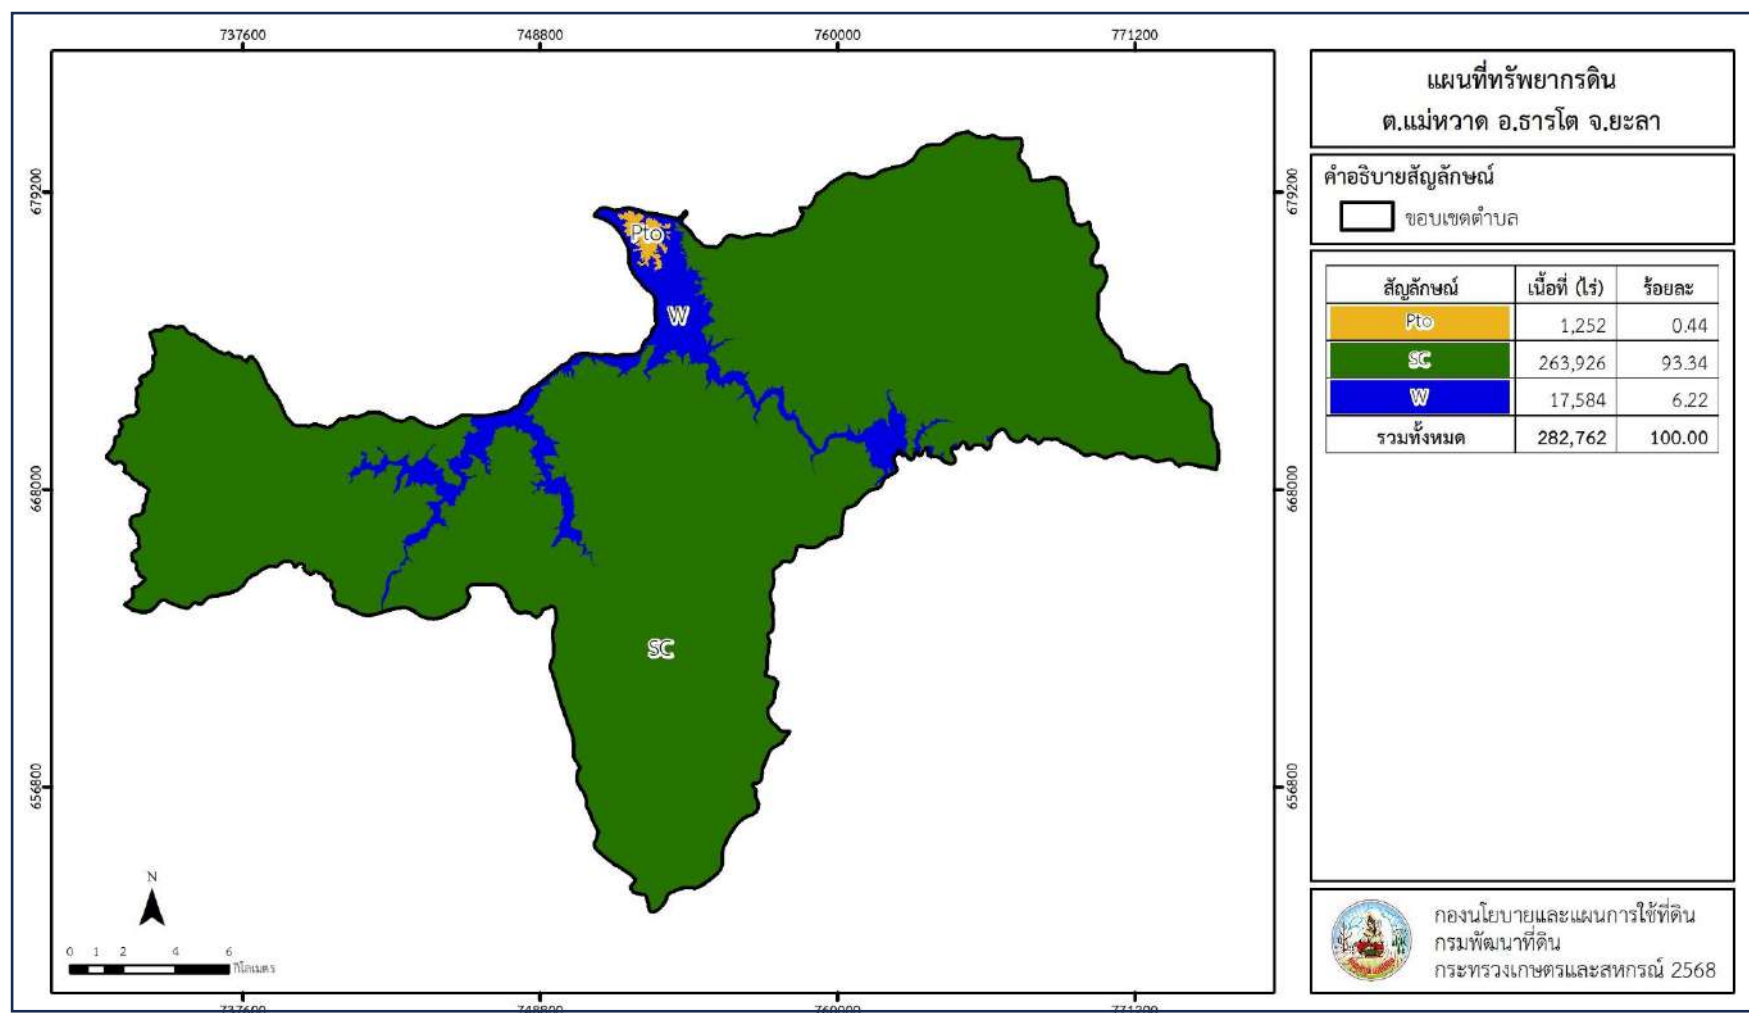 737600 748800 760000 771200
679200 679200
668000 668000
656800 656800
Pto
W
SC
N
0 1 2 4 6
กิโลเมตร
737600 748800 760000 771200
แผนที่ทรัพยากรดิน
ต.แม่หวาด อ.ธารโต จ.ยะลา
คำอธิบายสัญลักษณ์
ขอบเขตตำบล
สัญลักษณ์ เนื้อที่ (ไร่) ร้อยละ
Pto 1,252 0.44
SC 263,926 93.34
W 17,584 6.22
รวมทั้งหมด 282,762 100.00
กองนโยบายและแผนการใช้ที่ดิน
กรมพัฒนาที่ดิน
กระทรวงเกษตรและสหกรณ์ 2568